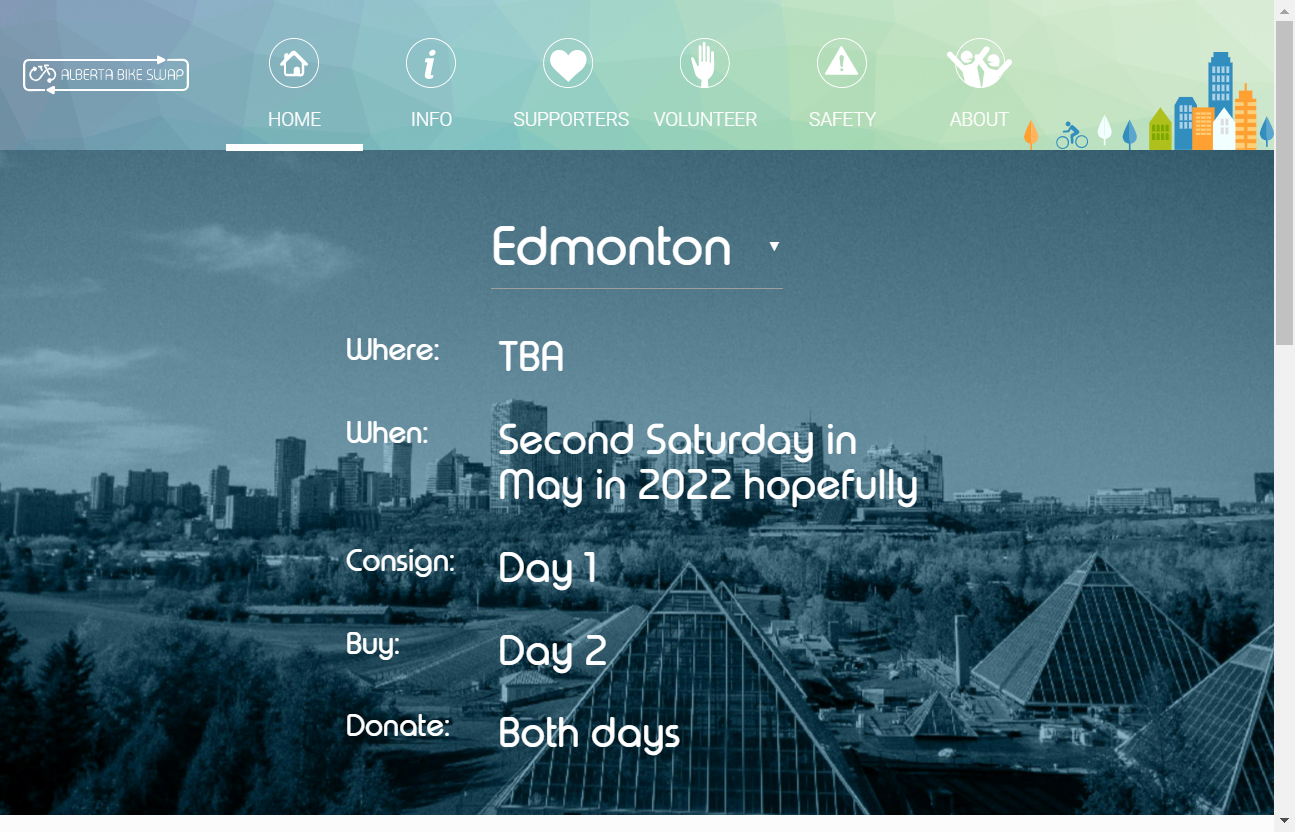 ALBERTA BIKE SWAP
HOME
INFO
SUPPORTERS
VOLUNTEER
SAFETY
ABOUT
Edmonton
Where:
TBA
When:
Second Saturday in
May in 2022 hopefully
Consign:
Day 1
Buy:
Day 2
Donate:
Both days